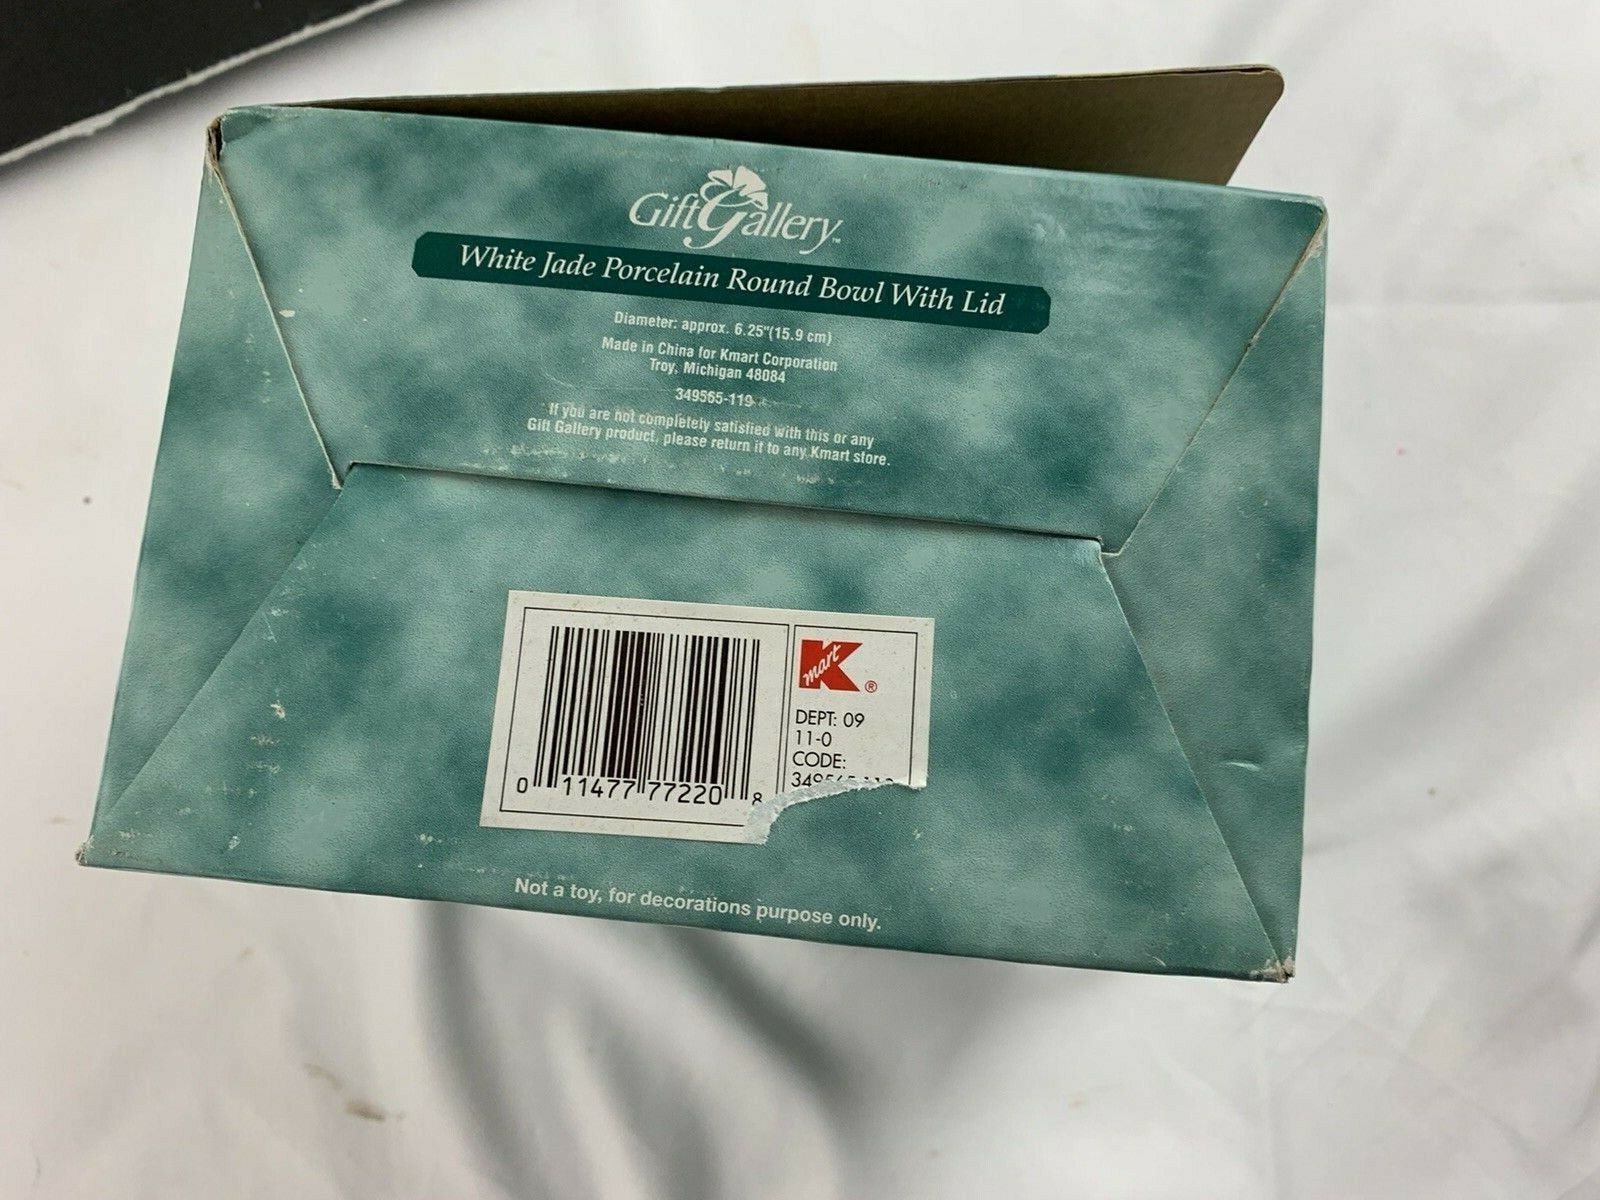 Gift Gallery™
White Jade Porcelain Round Bowl With Lid
Diameter: approx. 6.25"(15.9 cm)
Made in China for Kmart Corporation
Troy, Michigan 48084
349565-119
If you are not completely satisfied with this or any
Gift Gallery product, please return it to any Kmart store.
Kmart®
DEPT: 09
11-0
CODE:
0 11477 77220 8
Not a toy, for decorations purpose only.